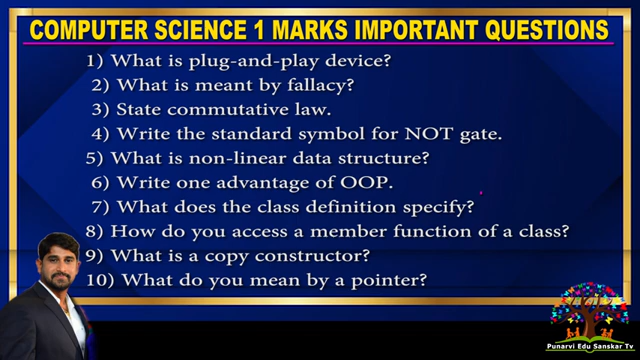 COMPUTER SCIENCE 1 MARKS IMPORTANT QUESTIONS
1) What is plug-and-play device?
2) What is meant by fallacy?
3) State commutative law.
4) Write the standard symbol for NOT gate.
5) What is non-linear data structure?
6) Write one advantage of OOP.
7) What does the class definition specify?
8) How do you access a member function of a class?
9) What is a copy constructor?
10) What do you mean by a pointer?
Punarvi Edu Sanskar Tv